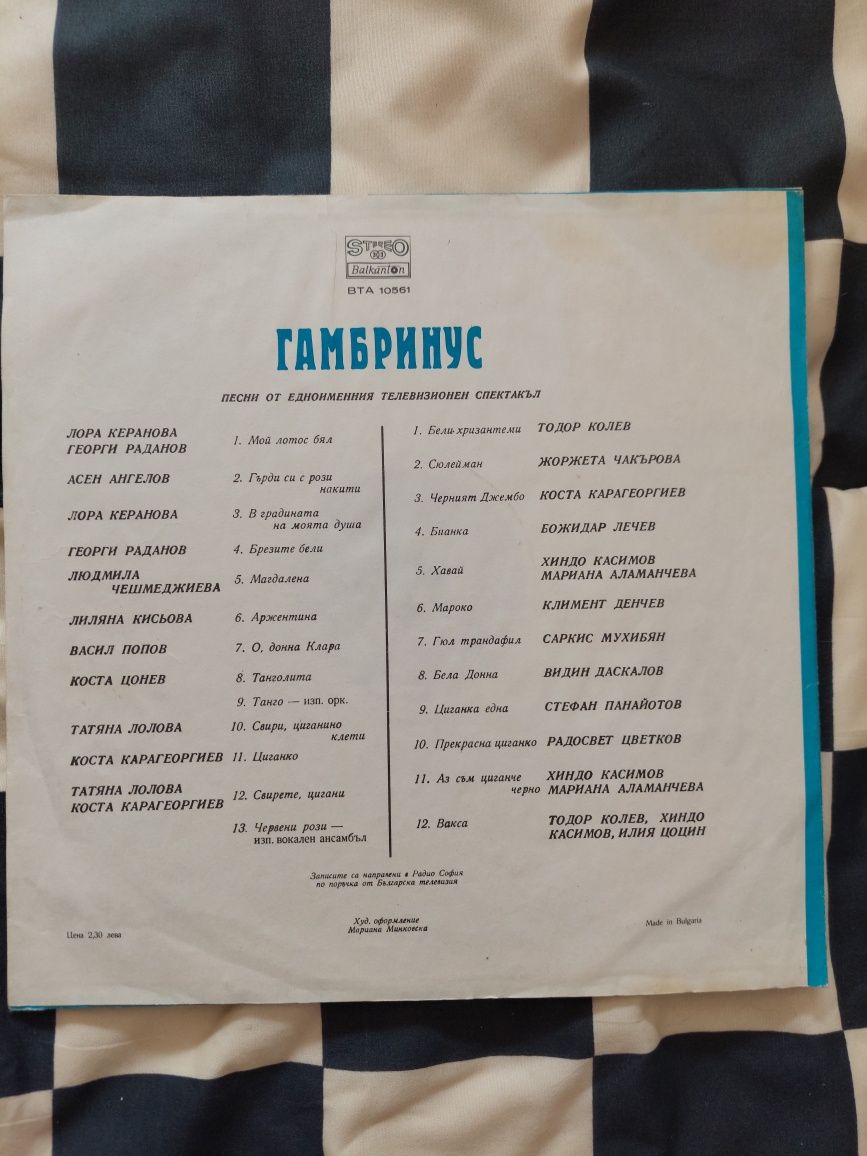 STEREO
33
Balkanton
ВТА 10561
ГАМБРИНУС
ПЕСНИ ОТ ЕДНОИМЕННИЯ ТЕЛЕВИЗИОНЕН СПЕКТАКЪЛ
ЛОРА КЕРАНОВА
ГЕОРГИ РАДАНОВ 1. Мой лотос бял
АСЕН АНГЕЛОВ 2. Гърди си с рози
накити
ЛОРА КЕРАНОВА 3. В градината
на моята душа
ГЕОРГИ РАДАНОВ 4. Брезите бели
ЛЮДМИЛА
ЧЕШМЕДЖИЕВА 5. Магдалена
ЛИЛЯНА КИСЬОВА 6. Аржентина
ВАСИЛ ПОПОВ 7. О, донна Клара
КОСТА ЦОНЕВ 8. Танголита
9. Танго — изп. орк.
ТАТЯНА ЛОЛОВА 10. Свири, циганино
клети
КОСТА КАРАГЕОРГИЕВ 11. Циганко
ТАТЯНА ЛОЛОВА
КОСТА КАРАГЕОРГИЕВ 12. Свирете, цигани
13. Червени рози —
изп. вокален ансамбъл
1. Бели хризантеми ТОДОР КОЛЕВ
2. Сюлейман ЖОРЖЕТА ЧАКЪРОВА
3. Черният Джембо КОСТА КАРАГЕОРГИЕВ
4. Бианка БОЖИДАР ЛЕЧЕВ
5. Хавай ХИНДО КАСИМОВ
МАРИАНА АЛАМАНЧЕВА
6. Мароко КЛИМЕНТ ДЕНЧЕВ
7. Гюл трандафил САРКИС МУХИБЯН
8. Бела Донна ВИДИН ДАСКАЛОВ
9. Циганка една СТЕФАН ПАНАЙОТОВ
10. Прекрасна циганко РАДОСВЕТ ЦВЕТКОВ
11. Аз съм циганче ХИНДО КАСИМОВ
черно МАРИАНА АЛАМАНЧЕВА
12. Вакса ТОДОР КОЛЕВ, ХИНДО
КАСИМОВ, ИЛИЯ ЦОЦИН
Записите са направени в Радио София
по поръчка от Българска телевизия
Худ. оформление
Мариана Минковска
Цена 2,30 лева
Made in Bulgaria